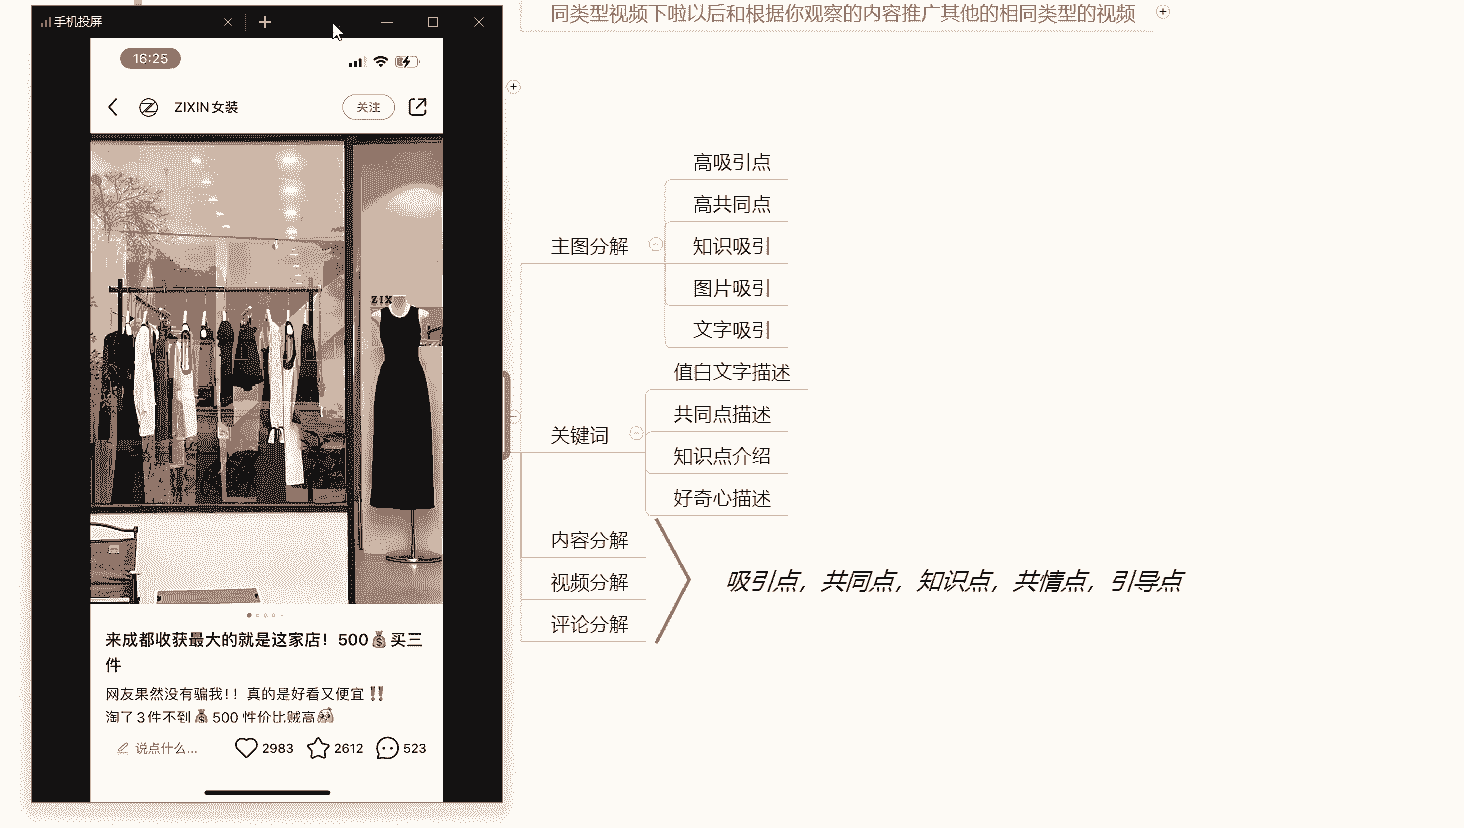 手机投屏
16:25
ZIXIN女装
关注
ZIX
来成都收获最大的就是这家店！500💰买三
件
网友果然没有骗我!！真的是好看又便宜‼️
淘了3件不到💰500 性价比贼高
说点什么...
2983
2612
523
同类型视频下啦以后和根据你观察的内容推广其他的相同类型的视频
主图分解
高吸引点
高共同点
知识吸引
图片吸引
文字吸引
关键词
值白文字描述
共同点描述
知识点介绍
好奇心描述
内容分解
视频分解
评论分解
吸引点，共同点，知识点，共情点，引导点